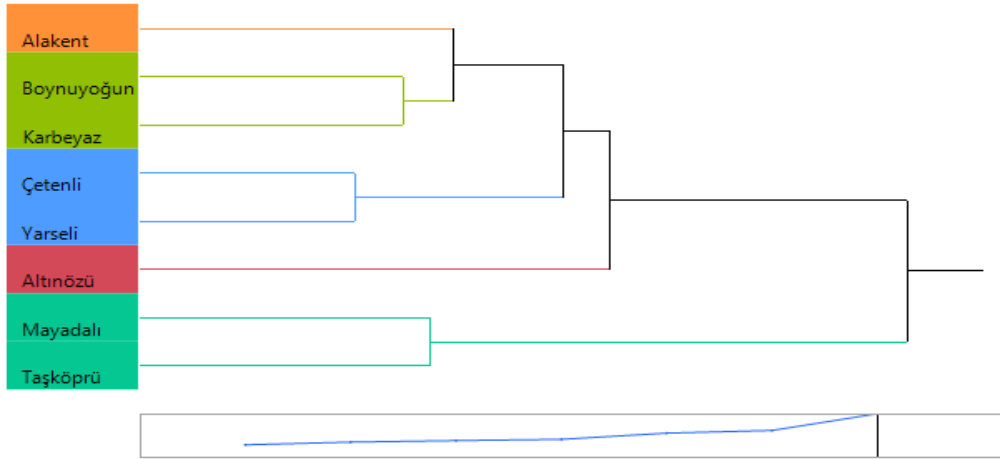 Alakent
Boynuyoğun
Karbeyaz
Çetenli
Yarseli
Altınözü
Mayadalı
Taşköprü